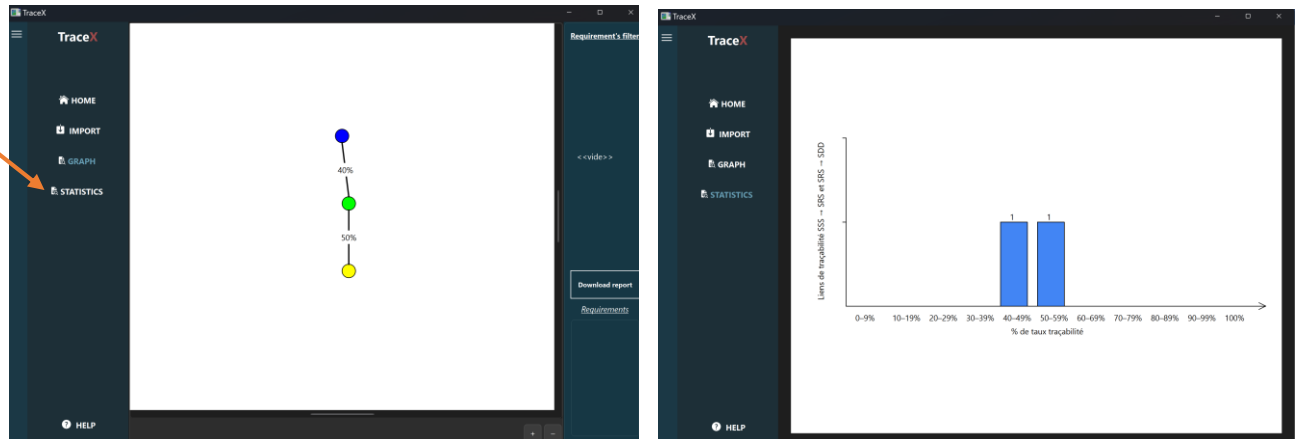 TraceX
TraceX
HOME
IMPORT
GRAPH
STATISTICS
HELP
40%
50%
Requirement's filter
<<vide>>
Download report
Requirements
+ −
TraceX
TraceX
HOME
IMPORT
GRAPH
STATISTICS
HELP
Liens de traçabilité SSS → SRS et SRS → SDD
1 1
0–9% 10–19% 20–29% 30–39% 40–49% 50–59% 60–69% 70–79% 80–89% 90–99% 100%
% de taux traçabilité